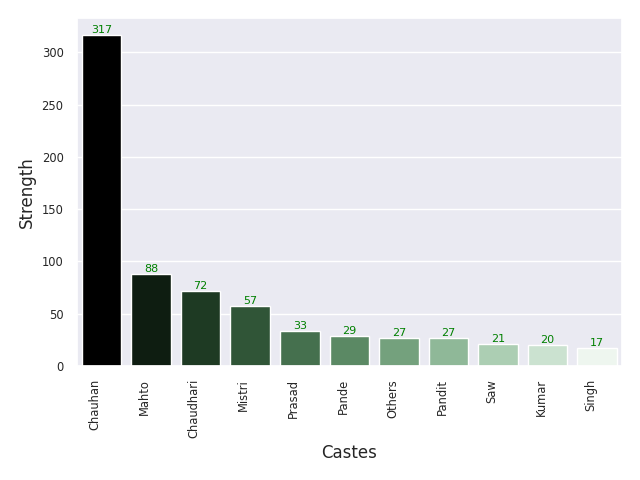 317
300
250
200
150
100
50
0
Strength
88
72
57
33
29
27
27
21
20
17
Chauhan
Mahto
Chaudhari
Mistri
Prasad
Pande
Others
Pandit
Saw
Kumar
Singh
Castes